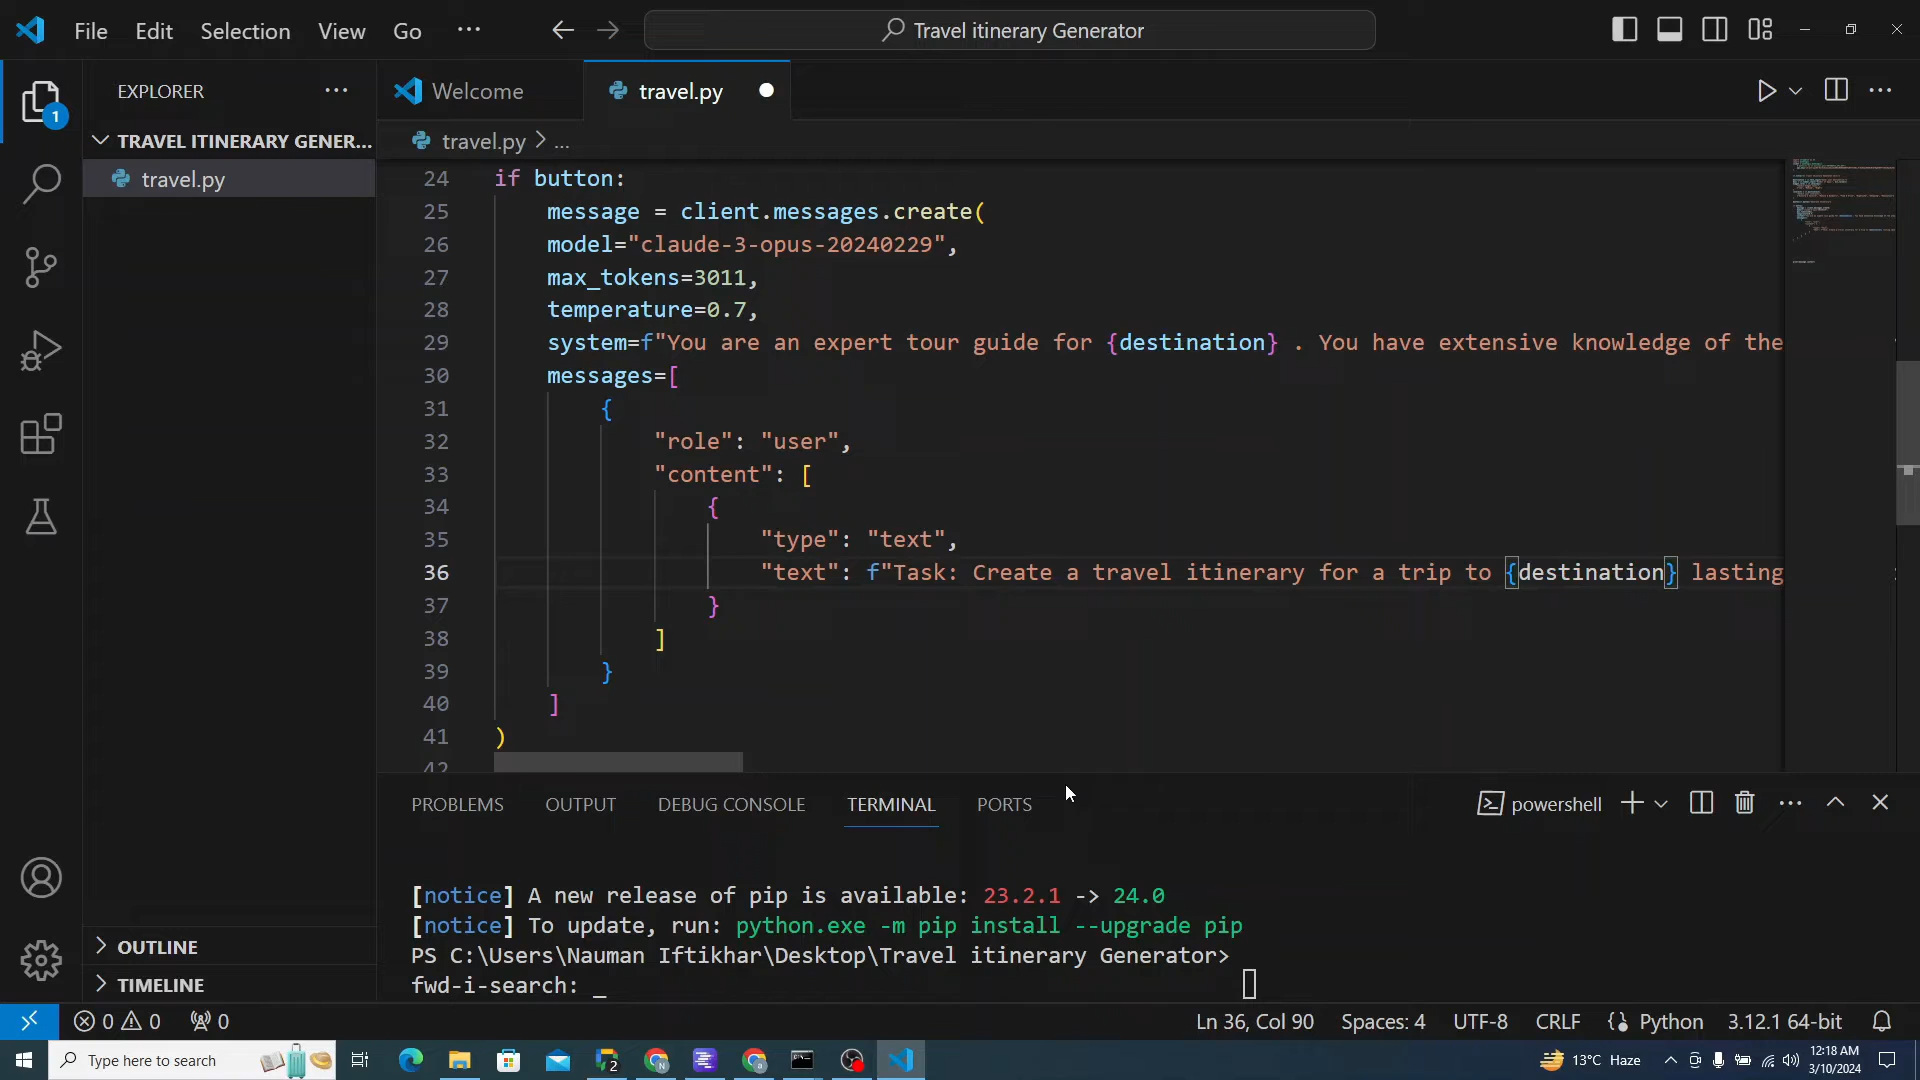 File Edit Selection View Go ··· Travel itinerary Generator
EXPLORER ···
1
TRAVEL ITINERARY GENER...
travel.py
Welcome
travel.py
travel.py > ...
24 if button:
25 message = client.messages.create(
26 model="claude-3-opus-20240229",
27 max_tokens=3011,
28 temperature=0.7,
29 system=f"You are an expert tour guide for {destination} . You have extensive knowledge of the
30 messages=[
31 {
32 "role": "user",
33 "content": [
34 {
35 "type": "text",
36 "text": f"Task: Create a travel itinerary for a trip to {destination} lasting
37 }
38 ]
39 }
40 ]
41 )
42
PROBLEMS OUTPUT DEBUG CONSOLE TERMINAL PORTS
powershell
[notice] A new release of pip is available: 23.2.1 -> 24.0
[notice] To update, run: python.exe -m pip install --upgrade pip
PS C:\Users\Nauman Iftikhar\Desktop\Travel itinerary Generator>
fwd-i-search: _
OUTLINE
TIMELINE
0 0 0
Ln 36, Col 90 Spaces: 4 UTF-8 CRLF Python 3.12.1 64-bit
Type here to search
2
13°C Haze
12:18 AM
3/10/2024